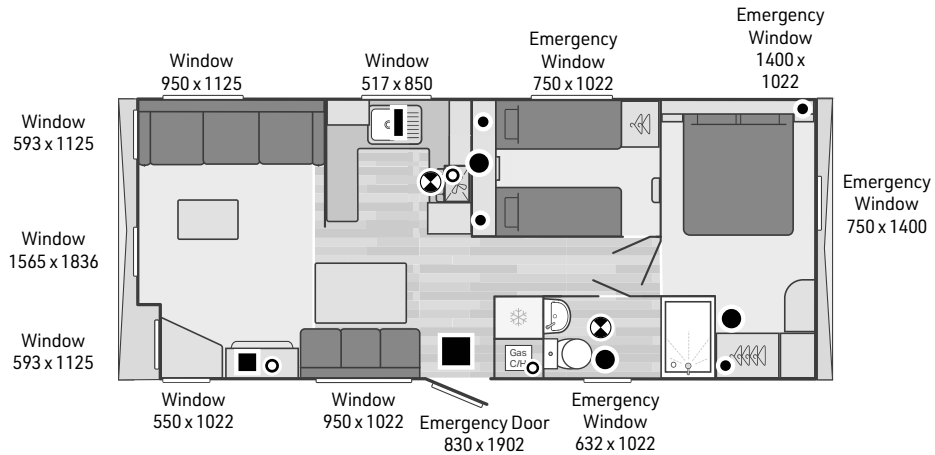 Emergency
Window
1400 x
1022
Emergency
Window
750 x 1022
Window
950 x 1125
Window
517 x 850
Window
593 x 1125
Emergency
Window
750 x 1400
Window
1565 x 1836
Window
593 x 1125
Gas
C/H
Window
550 x 1022
Window
950 x 1022
Emergency Door
830 x 1902
Emergency
Window
632 x 1022